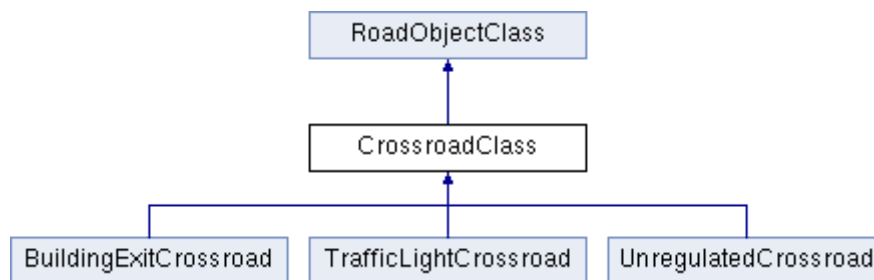 RoadObjectClass
CrossroadClass
BuildingExitCrossroad
TrafficLightCrossroad
UnregulatedCrossroad